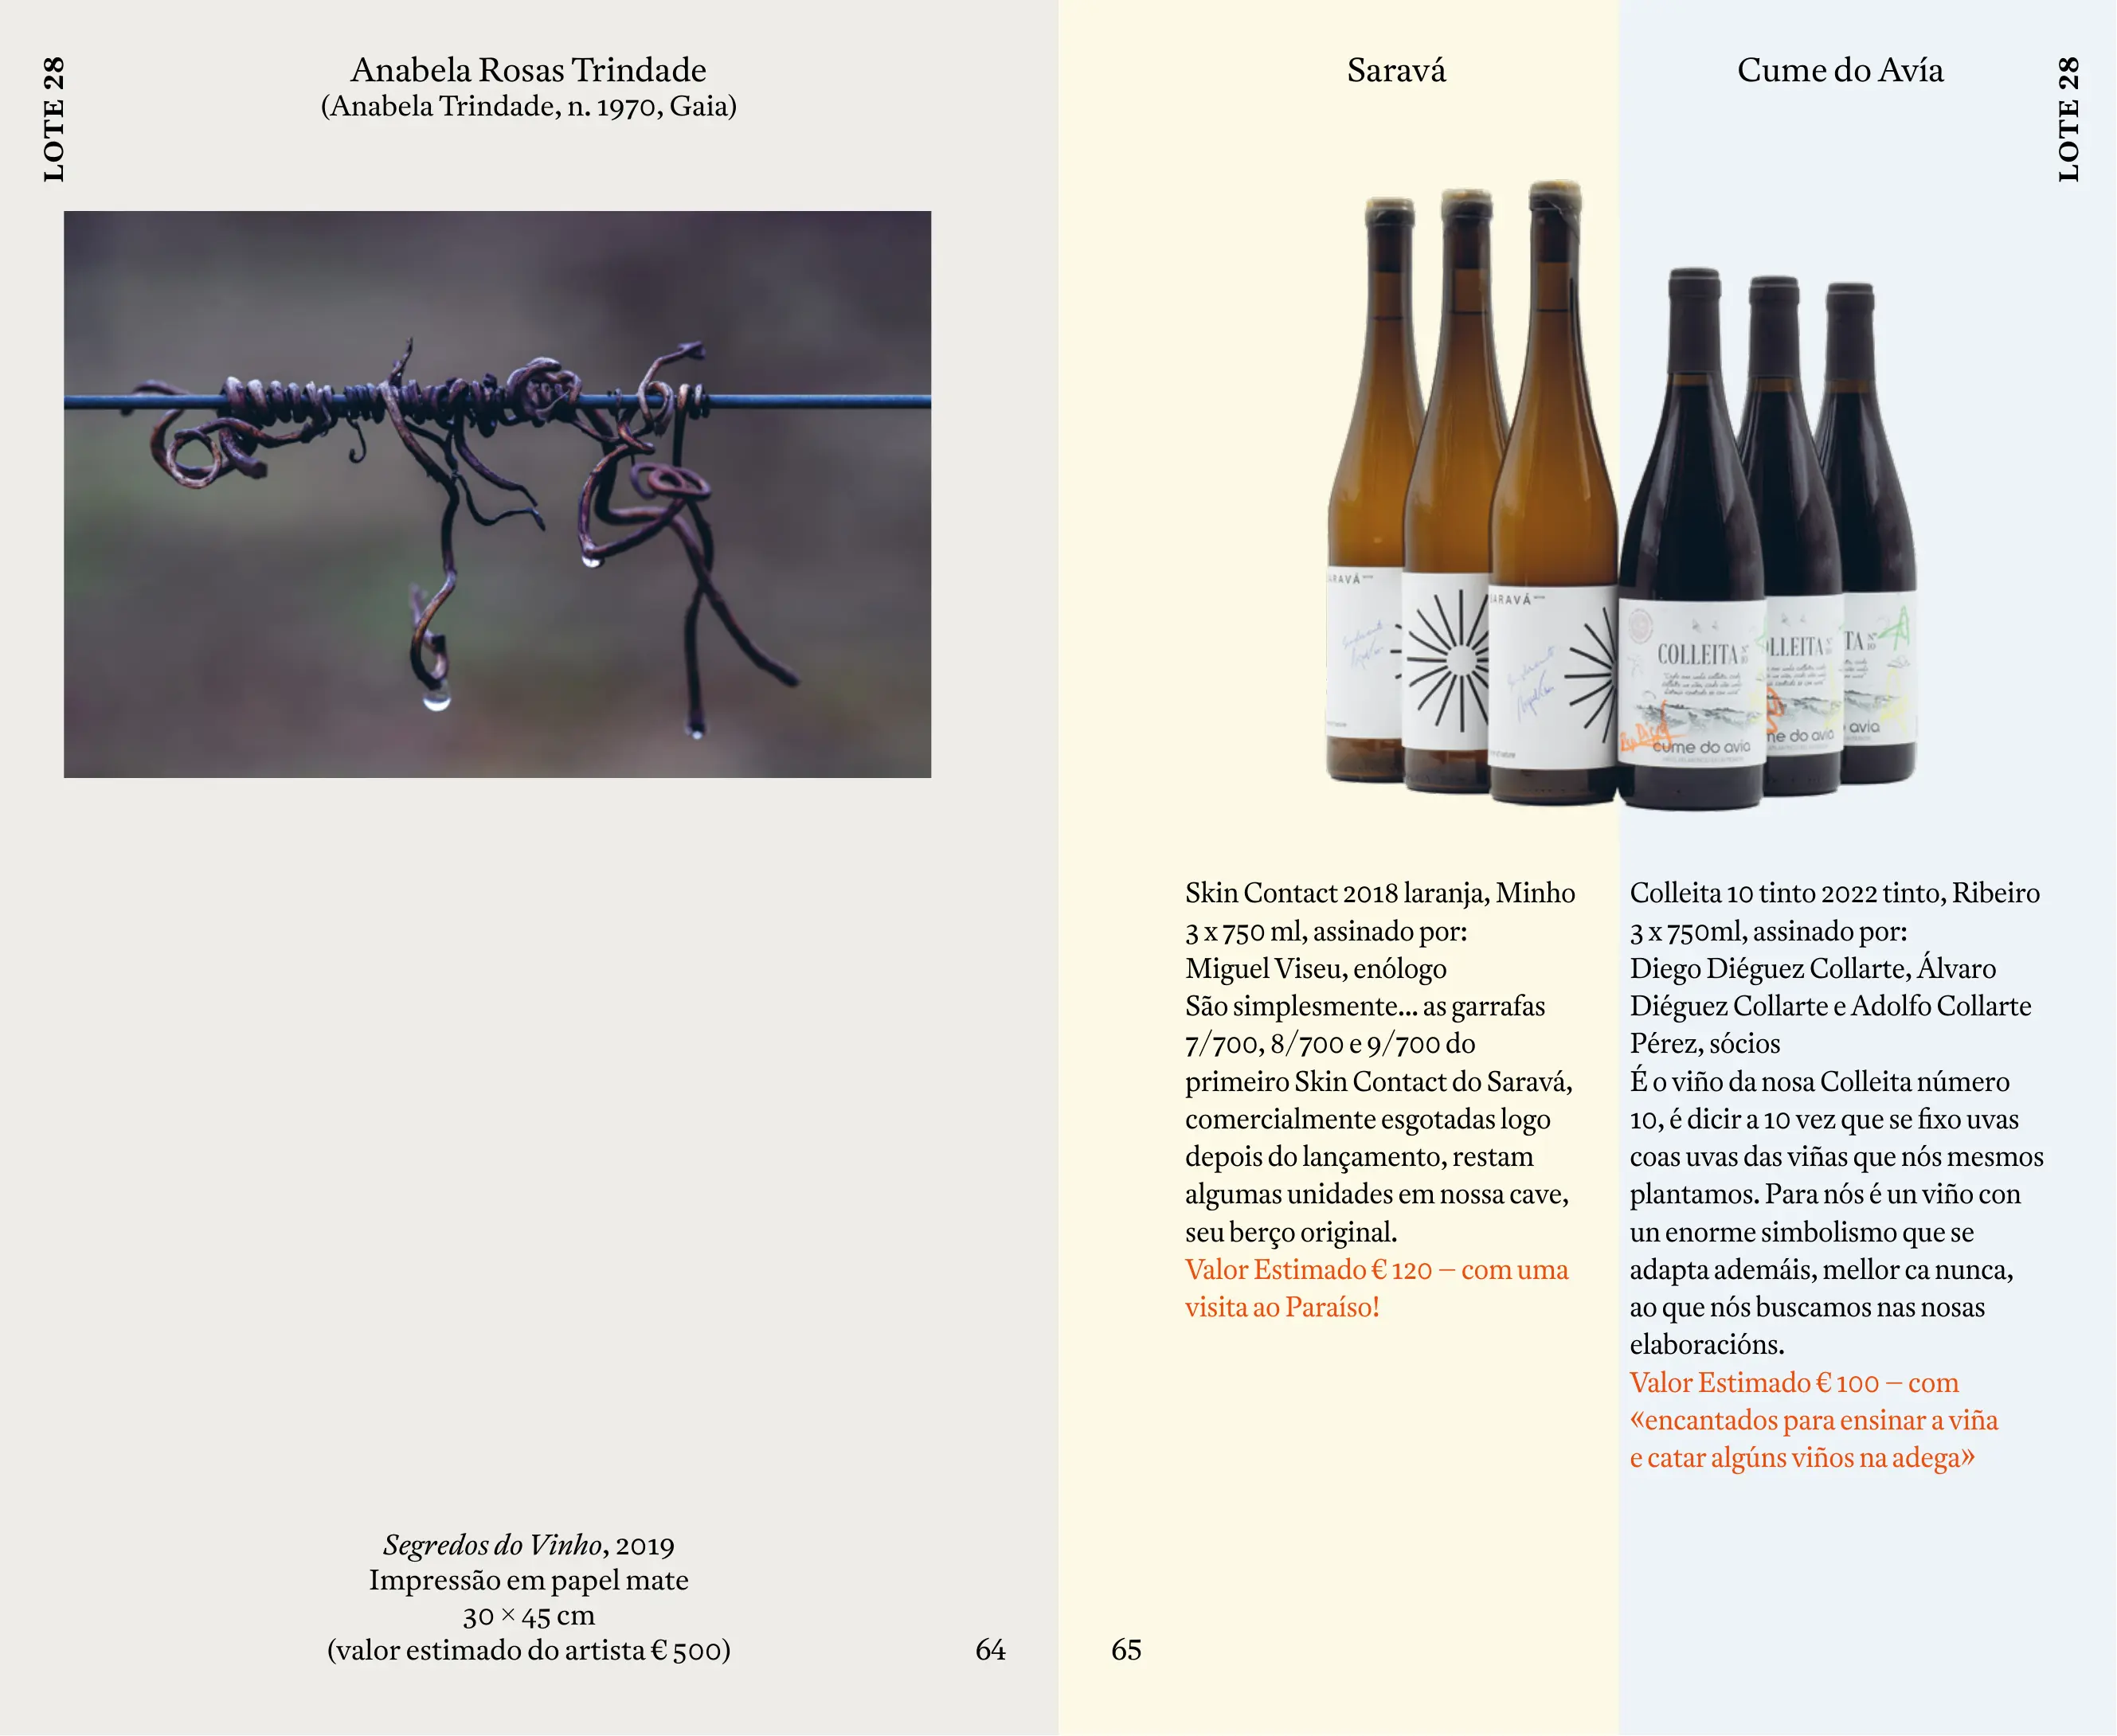 LOTE 28
Anabela Rosas Trindade
(Anabela Trindade, n. 1970, Gaia)
Segredos do Vinho, 2019
Impressão em papel mate
30 × 45 cm
(valor estimado do artista € 500)
64
Saravá
SARAVÁ
Skin Contact 2018 laranja, Minho
3 x 750 ml, assinado por:
Miguel Viseu, enólogo
São simplesmente... as garrafas
7/700, 8/700 e 9/700 do
primeiro Skin Contact do Saravá,
comercialmente esgotadas logo
depois do lançamento, restam
algumas unidades em nossa cave,
seu berço original.
Valor Estimado € 120 – com uma
visita ao Paraíso!
65
Cume do Avía
LOTE 28
COLLEITA Nº 10
cume do avia
Colleita 10 tinto 2022 tinto, Ribeiro
3 x 750ml, assinado por:
Diego Diéguez Collarte, Álvaro
Diéguez Collarte e Adolfo Collarte
Pérez, sócios
É o viño da nosa Colleita número
10, é dicir a 10 vez que se fixo uvas
coas uvas das viñas que nós mesmos
plantamos. Para nós é un viño con
un enorme simbolismo que se
adapta ademáis, mellor ca nunca,
ao que nós buscamos nas nosas
elaboracións.
Valor Estimado € 100 – com
«encantados para ensinar a viña
e catar algúns viños na adega»